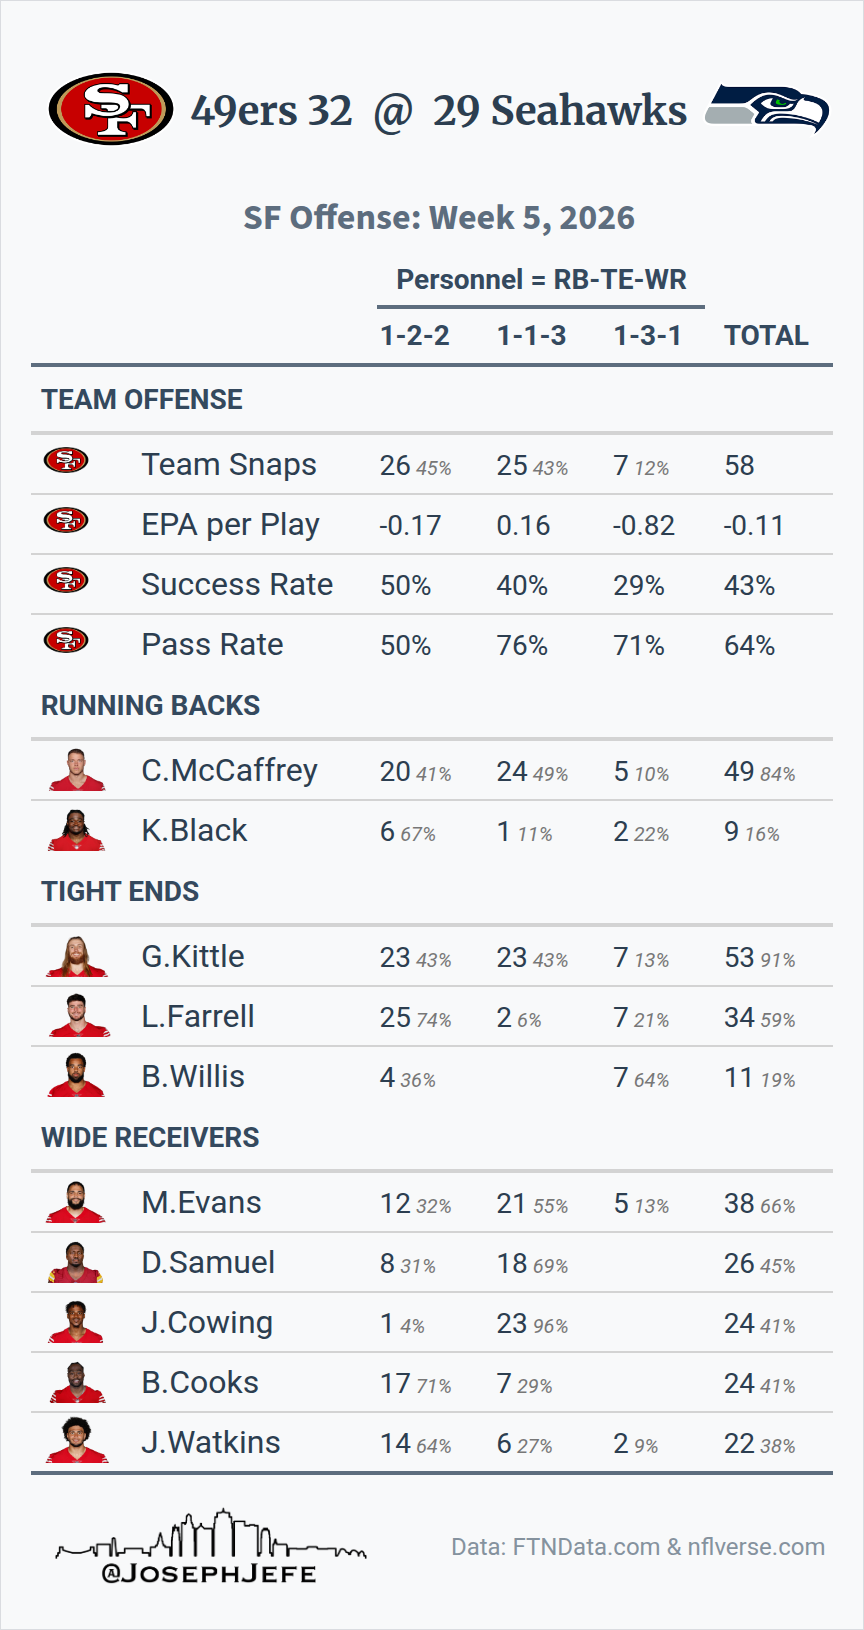 49ers 32 @ 29 Seahawks
SF Offense: Week 5, 2026
Personnel = RB-TE-WR
1-2-2 1-1-3 1-3-1 TOTAL
TEAM OFFENSE
Team Snaps 26 45% 25 43% 7 12% 58
EPA per Play -0.17 0.16 -0.82 -0.11
Success Rate 50% 40% 29% 43%
Pass Rate 50% 76% 71% 64%
RUNNING BACKS
C.McCaffrey 20 41% 24 49% 5 10% 49 84%
K.Black 6 67% 1 11% 2 22% 9 16%
TIGHT ENDS
G.Kittle 23 43% 23 43% 7 13% 53 91%
L.Farrell 25 74% 2 6% 7 21% 34 59%
B.Willis 4 36% 7 64% 11 19%
WIDE RECEIVERS
M.Evans 12 32% 21 55% 5 13% 38 66%
D.Samuel 8 31% 18 69% 26 45%
J.Cowing 1 4% 23 96% 24 41%
B.Cooks 17 71% 7 29% 24 41%
J.Watkins 14 64% 6 27% 2 9% 22 38%
@JOSEPHJEFE
Data: FTNData.com & nflverse.com